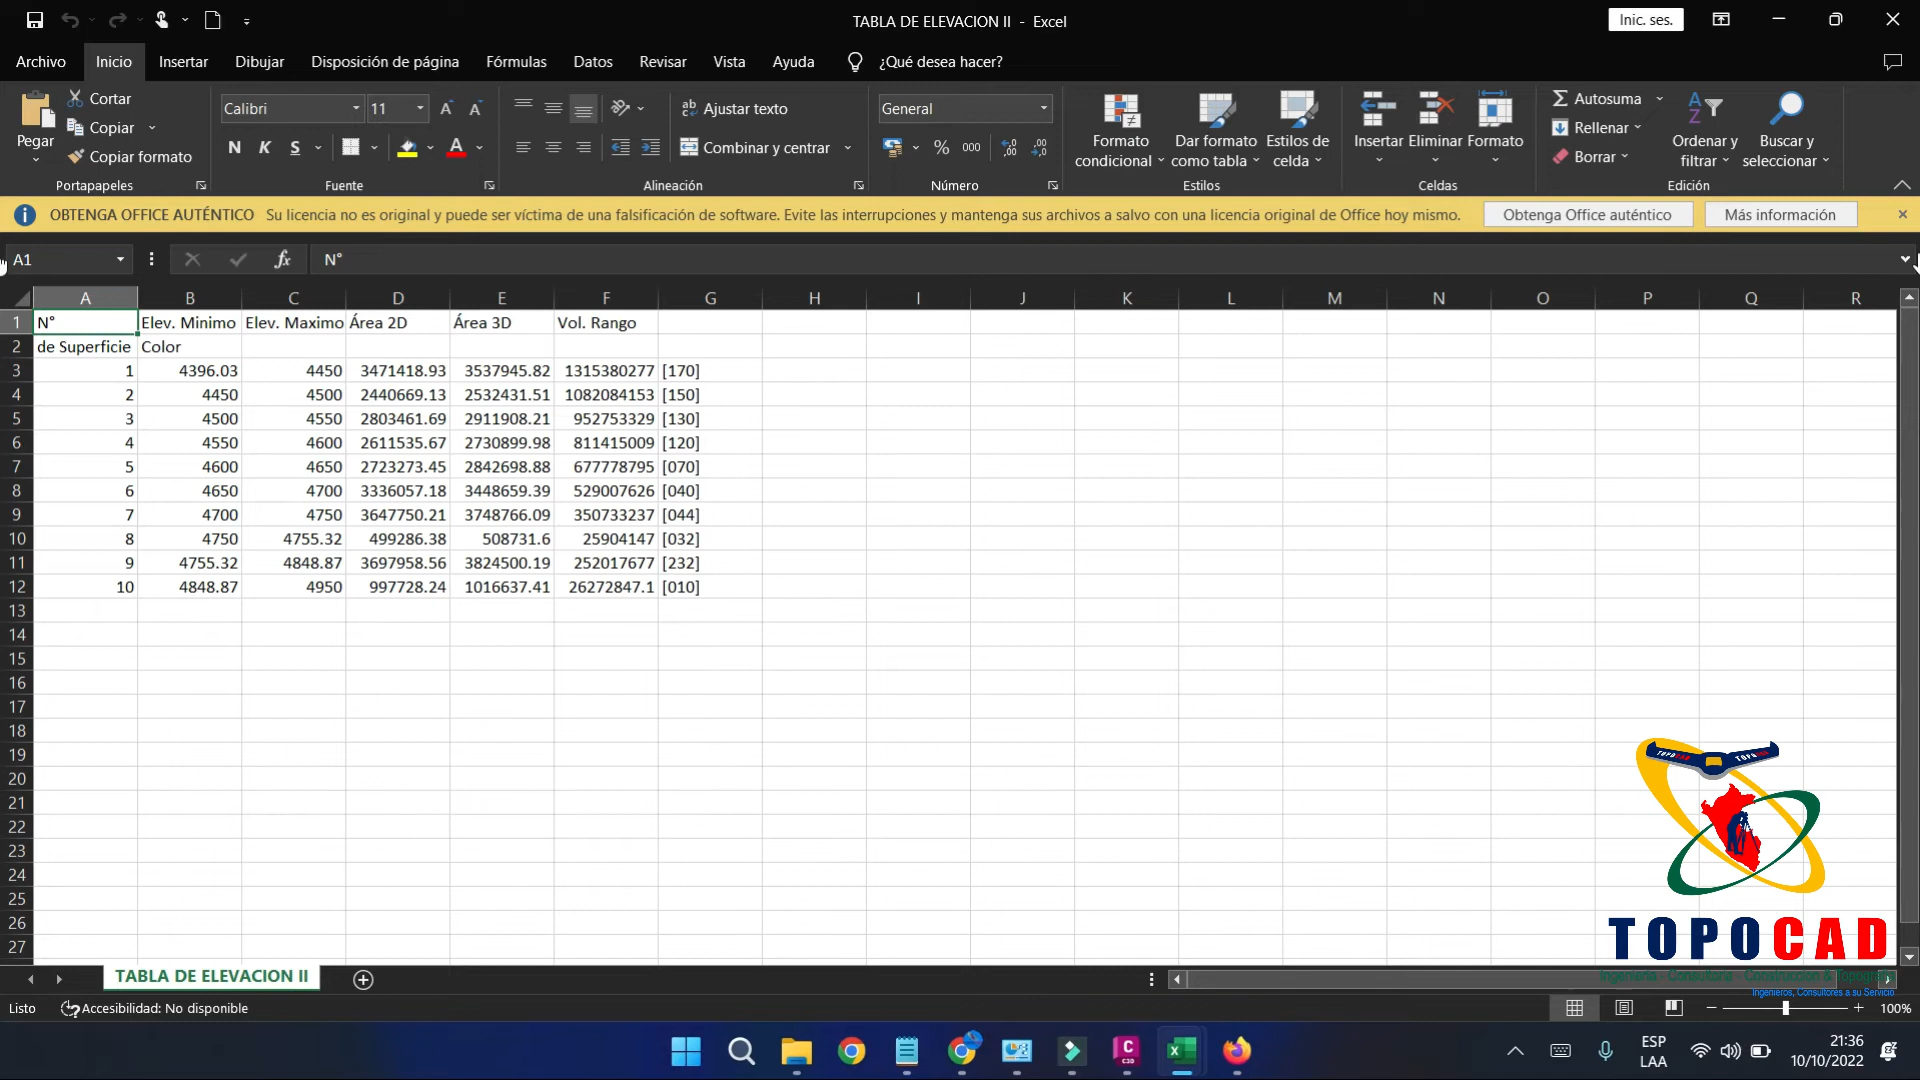 TABLA DE ELEVACION II - Excel
Inic. ses.
Archivo Inicio Insertar Dibujar Disposición de página Fórmulas Datos Revisar Vista Ayuda ¿Qué desea hacer?
Pegar
Cortar
Copiar
Copiar formato
Portapapeles
Calibri 11
N K S A
Fuente
Ajustar texto
Combinar y centrar
Alineación
General
% 000
Número
Formato condicional
Dar formato como tabla
Estilos de celda
Estilos
Insertar Eliminar Formato
Celdas
Autosuma
Rellenar
Borrar
Ordenar y filtrar
Buscar y seleccionar
Edición
OBTENGA OFFICE AUTÉNTICO Su licencia no es original y puede ser víctima de una falsificación de software. Evite las interrupciones y mantenga sus archivos a salvo con una licencia original de Office hoy mismo. Obtenga Office auténtico Más información
A1 fx N°
A B C D E F G H I J K L M N O P Q R
1 N° Elev. Minimo Elev. Maximo Área 2D Área 3D Vol. Rango
2 de Superficie Color
3 1 4396.03 4450 3471418.93 3537945.82 1315380277 [170]
4 2 4450 4500 2440669.13 2532431.51 1082084153 [150]
5 3 4500 4550 2803461.69 2911908.21 952753329 [130]
6 4 4550 4600 2611535.67 2730899.98 811415009 [120]
7 5 4600 4650 2723273.45 2842698.88 677778795 [070]
8 6 4650 4700 3336057.18 3448659.39 529007626 [040]
9 7 4700 4750 3647750.21 3748766.09 350733237 [044]
10 8 4750 4755.32 499286.38 508731.6 25904147 [032]
11 9 4755.32 4848.87 3697958.56 3824500.19 252017677 [232]
12 10 4848.87 4950 997728.24 1016637.41 26272847.1 [010]
13
14
15
16
17
18
19
20
21
22
23
24
25
26
27
TOPOCAD
Ingenieria - Consultoria - Construccion & Topografia
Ingenieros, Consultores a su Servicio
TABLA DE ELEVACION II
Listo Accesibilidad: No disponible 100%
ESP
LAA
21:36
10/10/2022